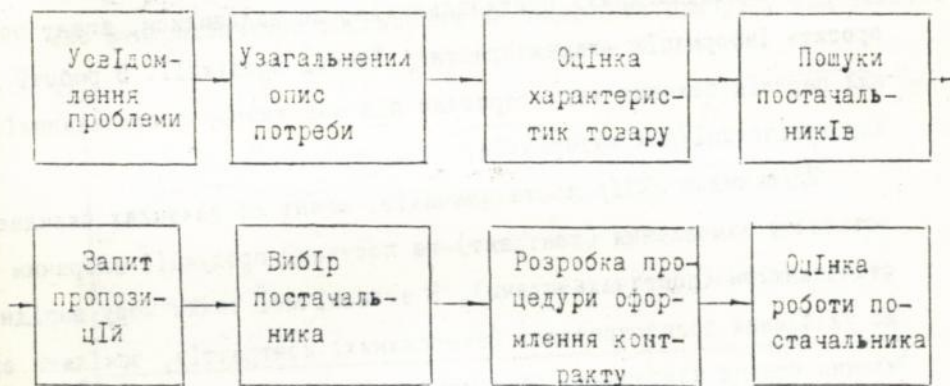 Усвідом-
лення
проблеми
Узагальнений
опис
потреби
Оцінка
характерис-
тик товару
Пошуки
постачаль-
ників
Запит
пропози-
цій
Вибір
постачаль-
ника
Розробка про-
цедури офор-
млення конт-
ракту
Оцінка
роботи по-
стачальника